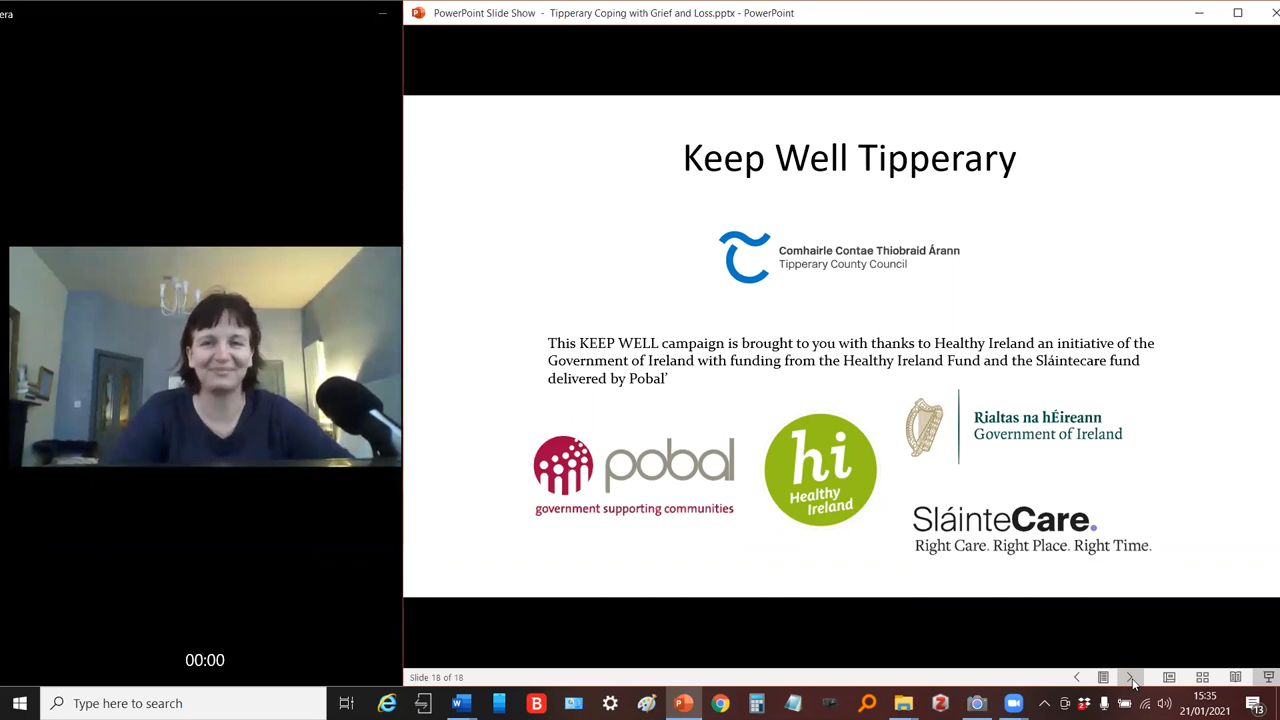 era
PowerPoint Slide Show - Tipperary Coping with Grief and Loss.pptx - PowerPoint
Keep Well Tipperary
Comhairle Contae Thiobraid Árann
Tipperary County Council
This KEEP WELL campaign is brought to you with thanks to Healthy Ireland an initiative of the
Government of Ireland with funding from the Healthy Ireland Fund and the Sláintecare fund
delivered by Pobal’
pobal
government supporting communities
hi
Healthy
Ireland
Rialtas na hÉireann
Government of Ireland
SláinteCare.
Right Care. Right Place. Right Time.
00:00
Slide 18 of 18
Type here to search
15:35
21/01/2021
13